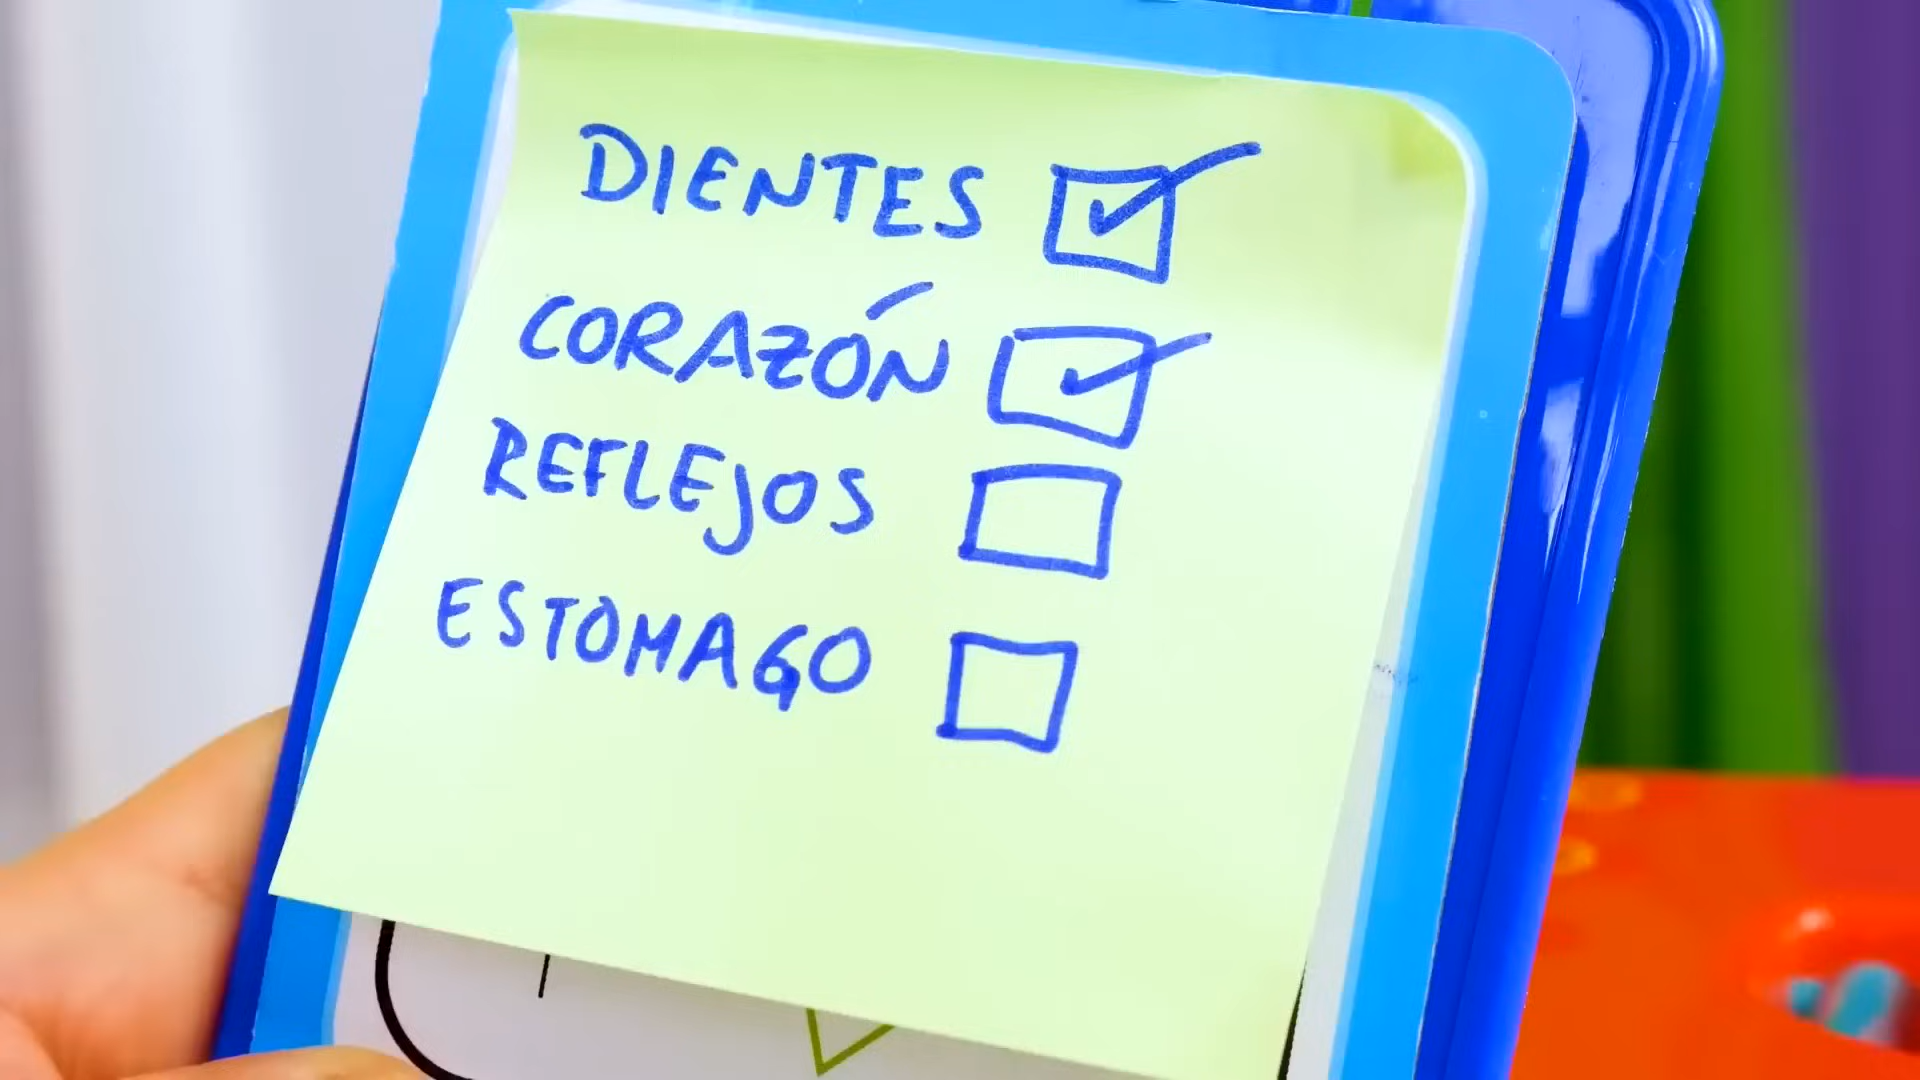 DIENTES ☑
CORAZÓN ☑
REFLEJOS ☐
ESTOMAGO ☐